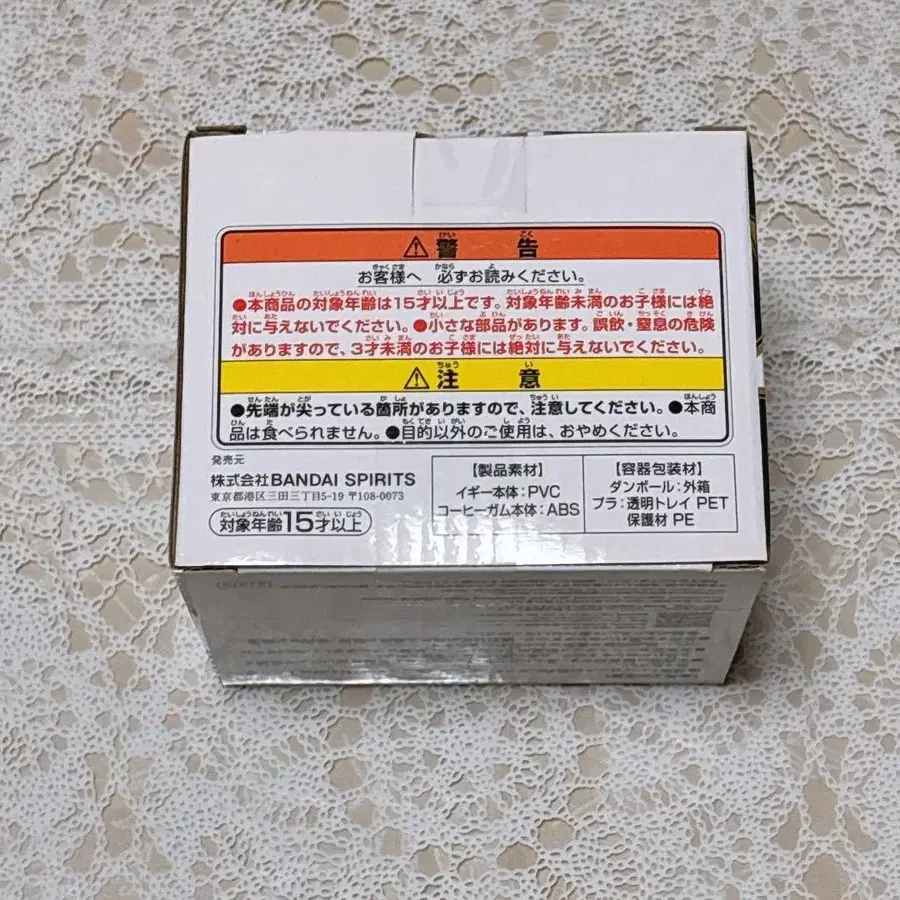 ⚠警告
お客様へ 必ずお読みください。
●本商品の対象年齢は15才以上です。対象年齢未満のお子様には絶
対に与えないでください。●小さな部品があります。誤飲・窒息の危険
がありますので、3才未満のお子様には絶対に与えないでください。
⚠注意
●先端が尖っている箇所がありますので、注意してください。●本商
品は食べられません。●目的以外のご使用は、おやめください。
発売元
株式会社BANDAI SPIRITS
東京都港区三田三丁目5-19 〒108-0073
対象年齢15才以上
【製品素材】
イギー本体:PVC
コーヒーガム本体:ABS
【容器包装材】
ダンボール:外箱
プラ:透明トレイ PET
保護材 PE